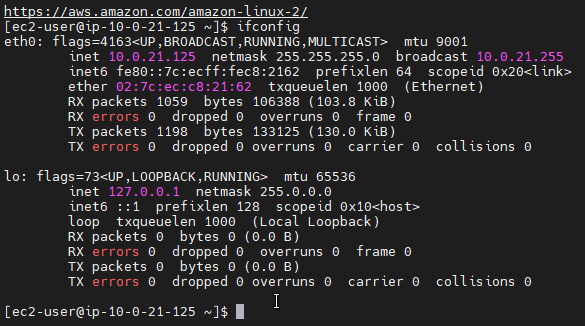 https://aws.amazon.com/amazon-linux-2/
[ec2-user@ip-10-0-21-125 ~]$ ifconfig
eth0: flags=4163<UP,BROADCAST,RUNNING,MULTICAST>  mtu 9001
        inet 10.0.21.125  netmask 255.255.255.0  broadcast 10.0.21.255
        inet6 fe80::7c:ecff:fec8:2162  prefixlen 64  scopeid 0x20<link>
        ether 02:7c:ec:c8:21:62  txqueuelen 1000  (Ethernet)
        RX packets 1059  bytes 106388 (103.8 KiB)
        RX errors 0  dropped 0  overruns 0  frame 0
        TX packets 1198  bytes 133125 (130.0 KiB)
        TX errors 0  dropped 0 overruns 0  carrier 0  collisions 0

lo: flags=73<UP,LOOPBACK,RUNNING>  mtu 65536
        inet 127.0.0.1  netmask 255.0.0.0
        inet6 ::1  prefixlen 128  scopeid 0x10<host>
        loop  txqueuelen 1000  (Local Loopback)
        RX packets 0  bytes 0 (0.0 B)
        RX errors 0  dropped 0  overruns 0  frame 0
        TX packets 0  bytes 0 (0.0 B)
        TX errors 0  dropped 0 overruns 0  carrier 0  collisions 0

[ec2-user@ip-10-0-21-125 ~]$